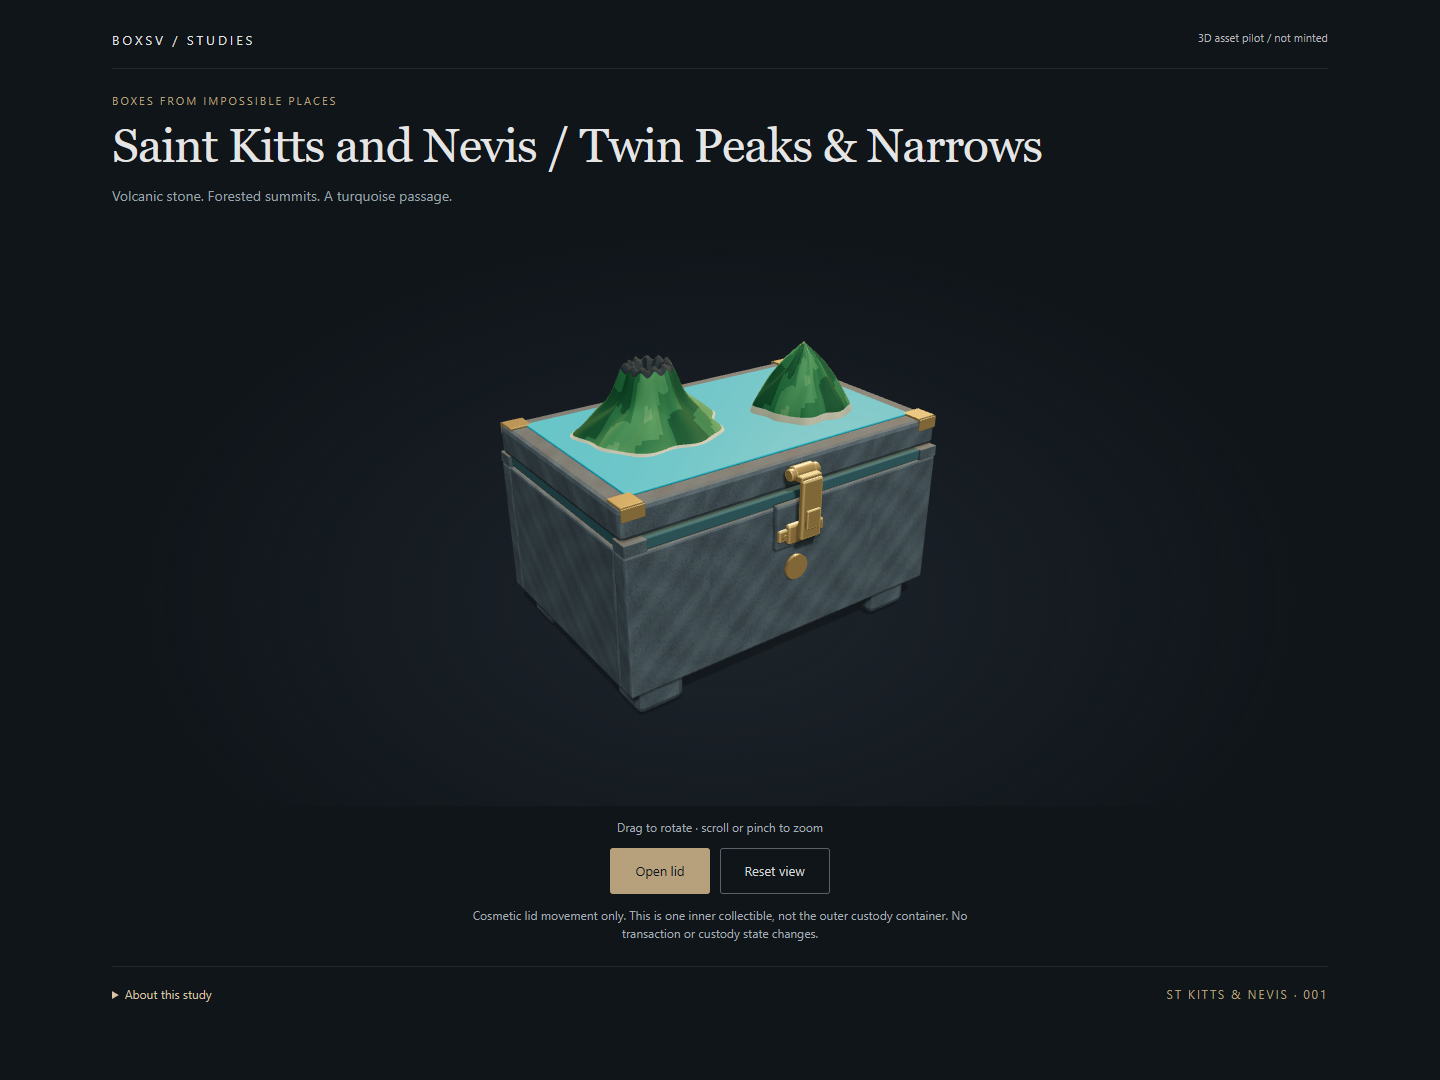 BOXSV / STUDIES
3D asset pilot / not minted
BOXES FROM IMPOSSIBLE PLACES
Saint Kitts and Nevis / Twin Peaks & Narrows
Volcanic stone. Forested summits. A turquoise passage.
Drag to rotate · scroll or pinch to zoom
Open lid
Reset view
Cosmetic lid movement only. This is one inner collectible, not the outer custody container. No
transaction or custody state changes.
About this study
ST KITTS & NEVIS · 001